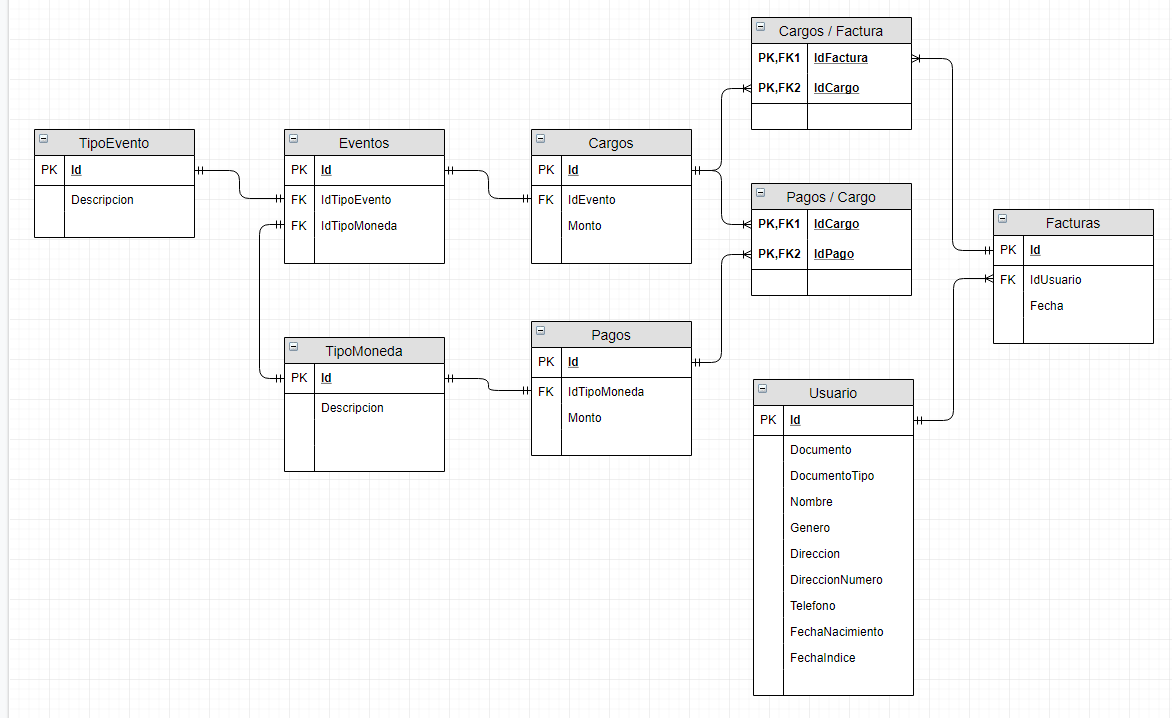 TipoEvento
PK Id
Descripcion
Eventos
PK Id
FK IdTipoEvento
FK IdTipoMoneda
Cargos
PK Id
FK IdEvento
Monto
Cargos / Factura
PK,FK1 IdFactura
PK,FK2 IdCargo
Pagos / Cargo
PK,FK1 IdCargo
PK,FK2 IdPago
Facturas
PK Id
FK IdUsuario
Fecha
TipoMoneda
PK Id
Descripcion
Pagos
PK Id
FK IdTipoMoneda
Monto
Usuario
PK Id
Documento
DocumentoTipo
Nombre
Genero
Direccion
DireccionNumero
Telefono
FechaNacimiento
FechaIndice